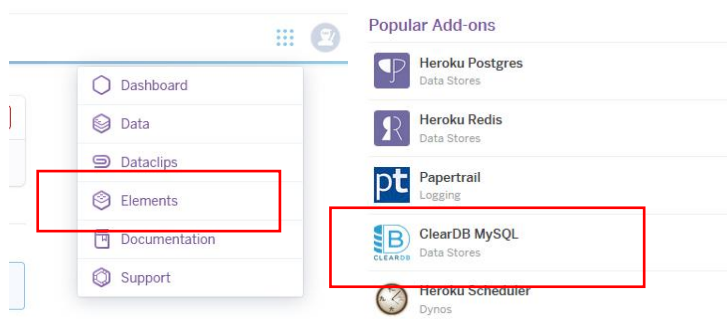 Dashboard
Data
Dataclips
Elements
Documentation
Support
Popular Add-ons
Heroku Postgres
Data Stores
Heroku Redis
Data Stores
pt
Papertrail
Logging
B
CLEARDB
ClearDB MySQL
Data Stores
Heroku Scheduler
Dynos